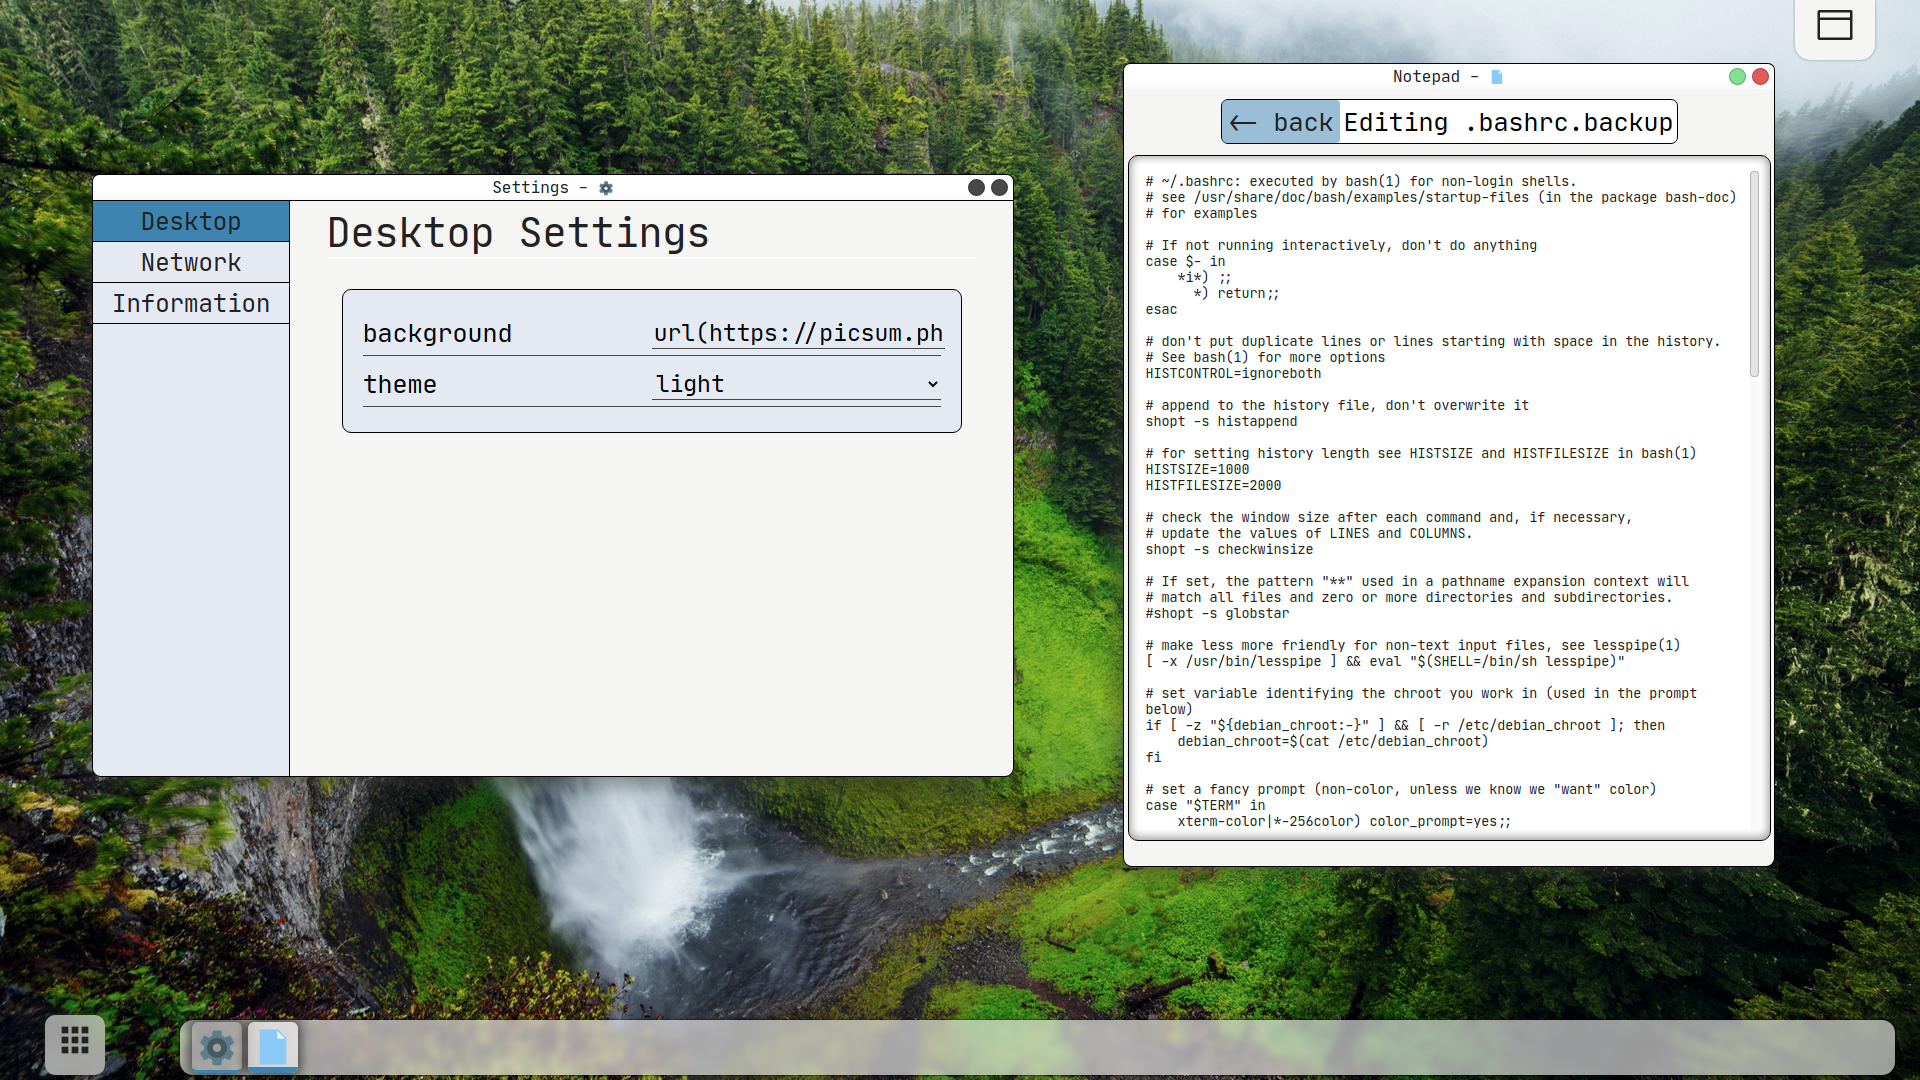 Settings -
Desktop
Network
Information
Desktop Settings
background url(https://picsum.ph
theme light
Notepad -
← back Editing .bashrc.backup
# ~/.bashrc: executed by bash(1) for non-login shells.
# see /usr/share/doc/bash/examples/startup-files (in the package bash-doc)
# for examples
# If not running interactively, don't do anything
case $- in
    *i*) ;;
      *) return;;
esac
# don't put duplicate lines or lines starting with space in the history.
# See bash(1) for more options
HISTCONTROL=ignoreboth
# append to the history file, don't overwrite it
shopt -s histappend
# for setting history length see HISTSIZE and HISTFILESIZE in bash(1)
HISTSIZE=1000
HISTFILESIZE=2000
# check the window size after each command and, if necessary,
# update the values of LINES and COLUMNS.
shopt -s checkwinsize
# If set, the pattern "**" used in a pathname expansion context will
# match all files and zero or more directories and subdirectories.
#shopt -s globstar
# make less more friendly for non-text input files, see lesspipe(1)
[ -x /usr/bin/lesspipe ] && eval "$(SHELL=/bin/sh lesspipe)"
# set variable identifying the chroot you work in (used in the prompt
below)
if [ -z "${debian_chroot:-}" ] && [ -r /etc/debian_chroot ]; then
    debian_chroot=$(cat /etc/debian_chroot)
fi
# set a fancy prompt (non-color, unless we know we "want" color)
case "$TERM" in
    xterm-color|*-256color) color_prompt=yes;;